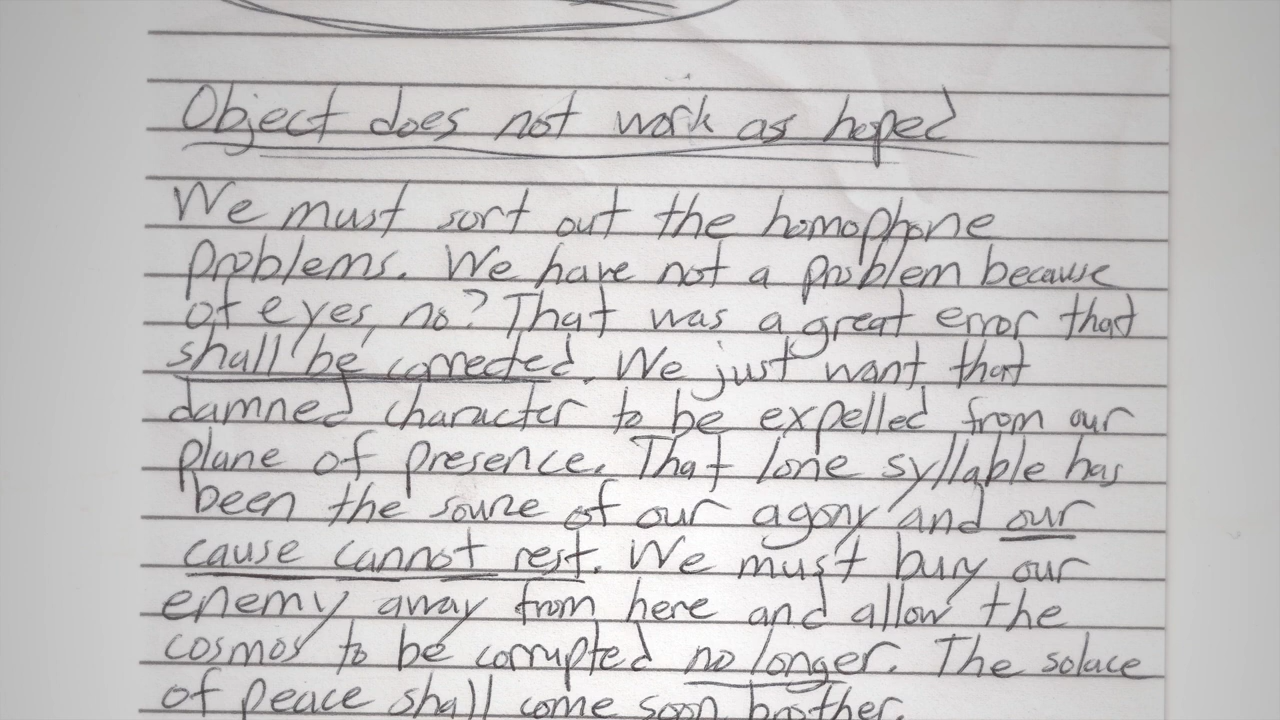 Object does not work as hoped
We must sort out the homophone
problems. We have not a problem because
of eyes, no? That was a great error that
shall be corrected. We just want that
damned character to be expelled from our
plane of presence. That lone syllable has
been the source of our agony and our
cause cannot rest. We must bury our
enemy away from here and allow the
cosmos to be corrupted no longer. The solace
of peace shall come soon brother.